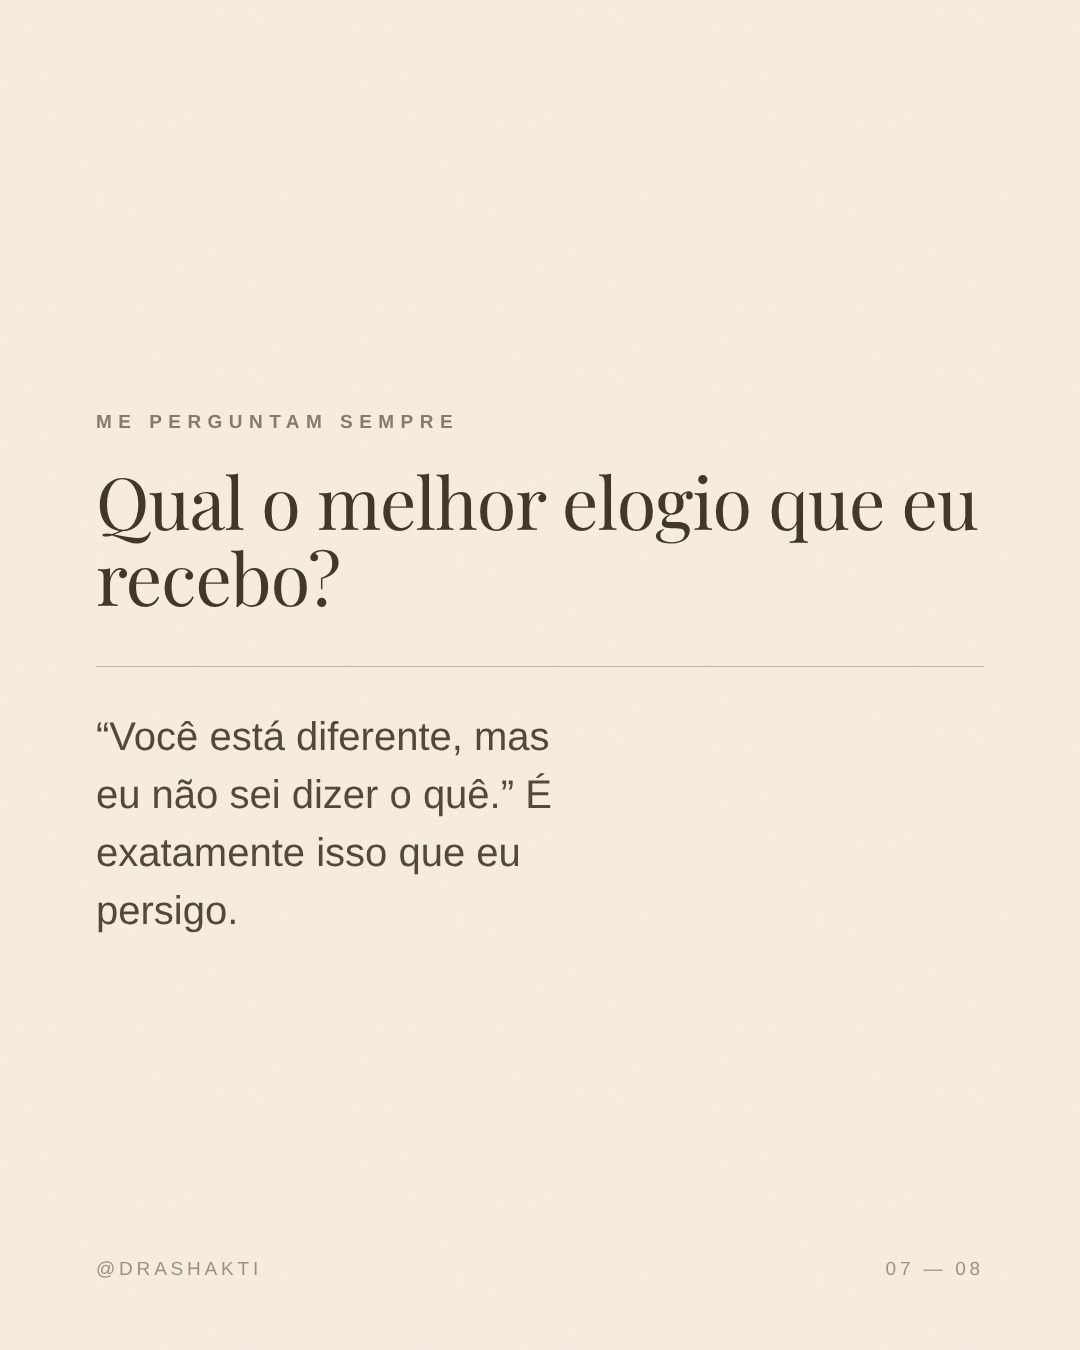 ME PERGUNTAM SEMPRE
Qual o melhor elogio que eu
recebo?
“Você está diferente, mas
eu não sei dizer o quê.” É
exatamente isso que eu
persigo.
@DRASHAKTI
07 — 08